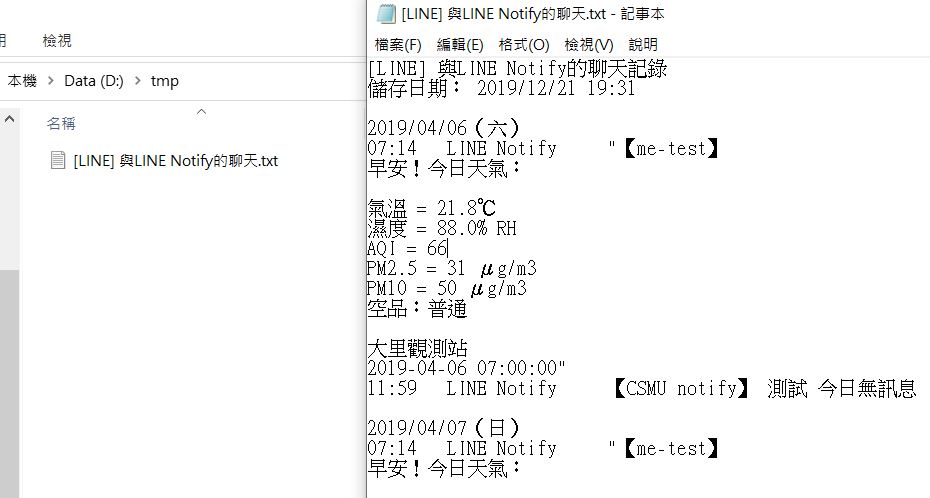 檢視
本機 > Data (D:) > tmp
名稱
[LINE] 與LINE Notify的聊天.txt
[LINE] 與LINE Notify的聊天.txt - 記事本
檔案(F) 編輯(E) 格式(O) 檢視(V) 說明
[LINE] 與LINE Notify的聊天記錄
儲存日期： 2019/12/21 19:31
2019/04/06（六）
07:14 LINE Notify "【me-test】
早安！今日天氣：
氣溫 = 21.8℃
濕度 = 88.0% RH
AQI = 66
PM2.5 = 31 μg/m3
PM10 = 50 μg/m3
空品：普通
大里觀測站
2019-04-06 07:00:00"
11:59 LINE Notify 【CSMU notify】 測試 今日無訊息
2019/04/07（日）
07:14 LINE Notify "【me-test】
早安！今日天氣：